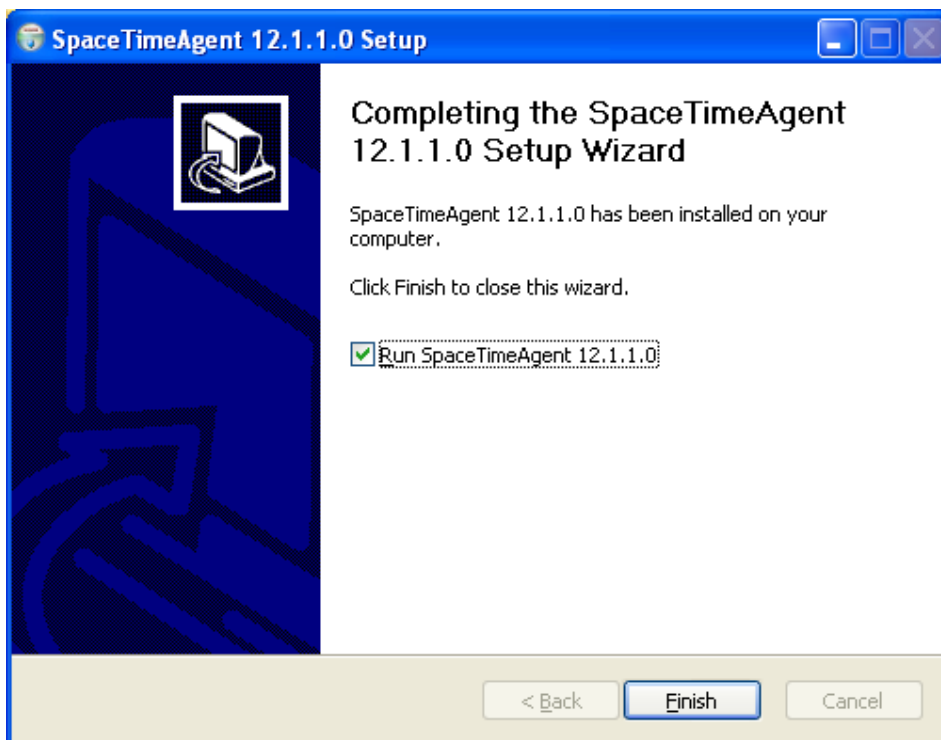 SpaceTimeAgent 12.1.1.0 Setup
Completing the SpaceTimeAgent
12.1.1.0 Setup Wizard
SpaceTimeAgent 12.1.1.0 has been installed on your
computer.
Click Finish to close this wizard.
Run SpaceTimeAgent 12.1.1.0
< Back Finish Cancel